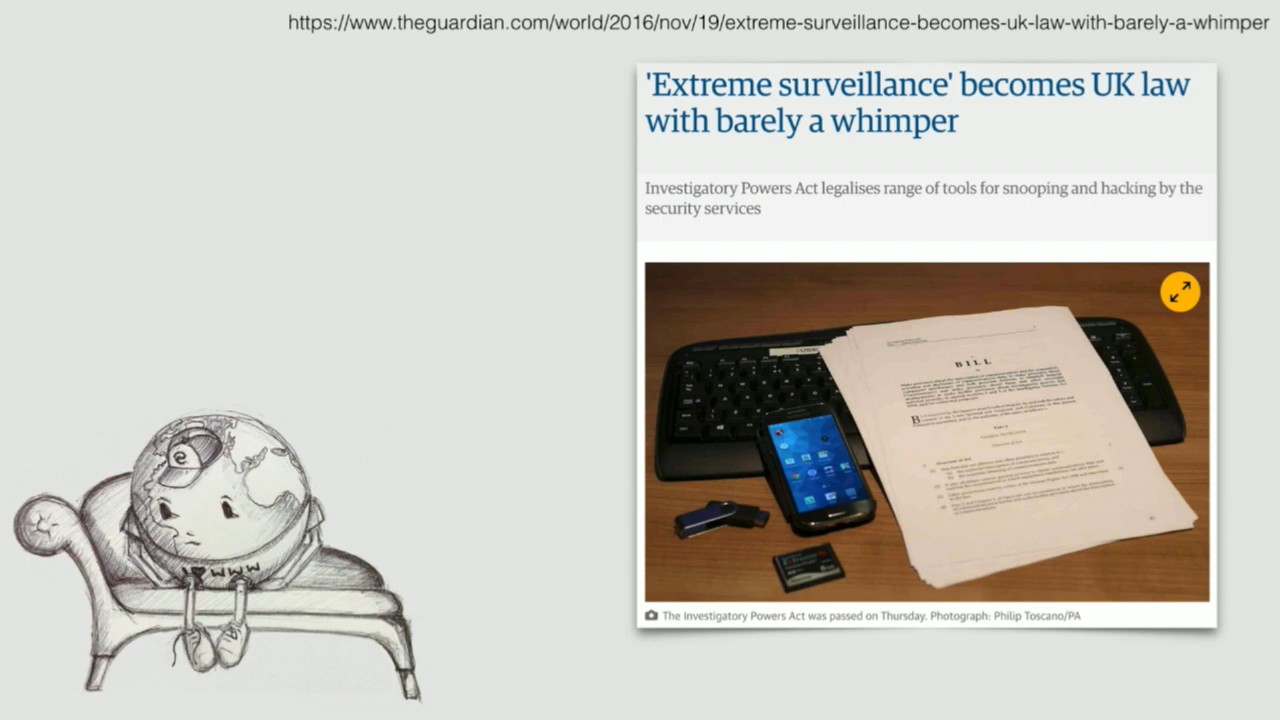 https://www.theguardian.com/world/2016/nov/19/extreme-surveillance-becomes-uk-law-with-barely-a-whimper
'Extreme surveillance' becomes UK law
with barely a whimper
Investigatory Powers Act legalises range of tools for snooping and hacking by the
security services
BILL
The Investigatory Powers Act was passed on Thursday. Photograph: Philip Toscano/PA
e
I ♥ WWW